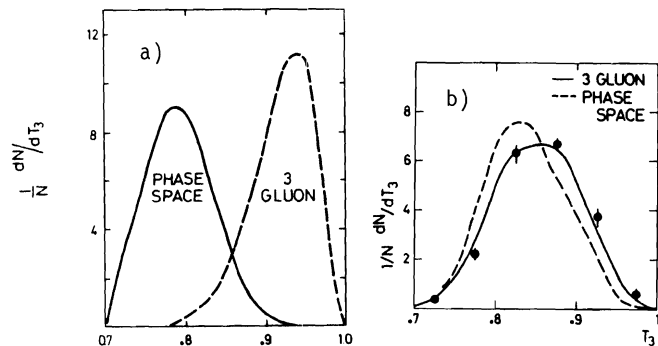 a)
12
8
4
1/N dN/dT₃
PHASE
SPACE
3
GLUON
0.7
.8
.9
1.0
b)
3 GLUON
PHASE
SPACE
8
6
4
2
1/N dN/dT₃
.7
.8
.9
1
T₃